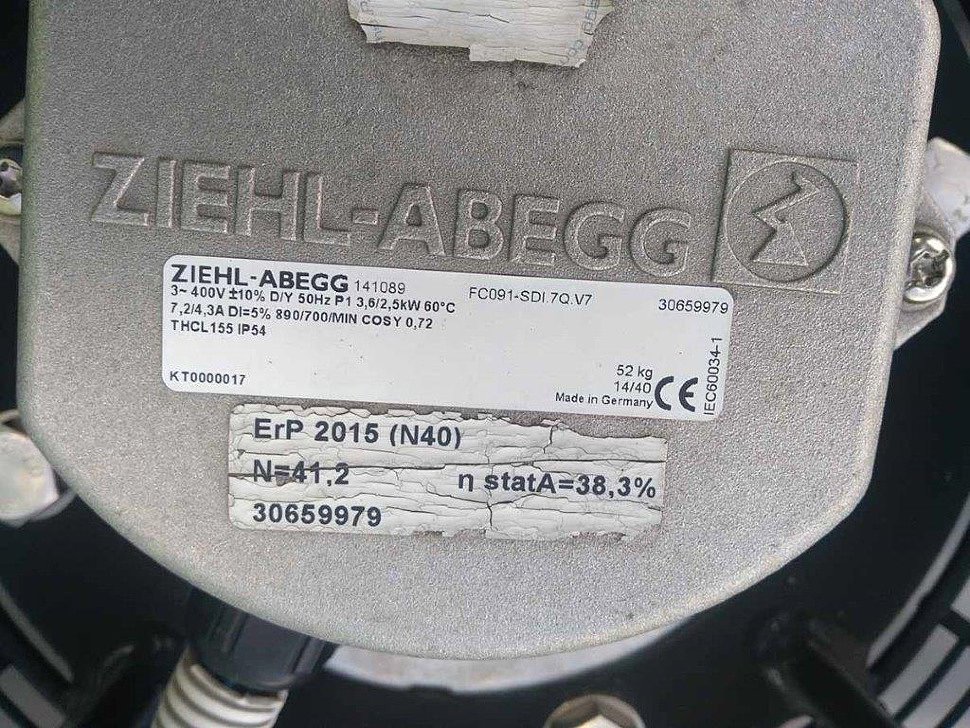 ZIEHL-ABEGG
ZIEHL-ABEGG 141089 FC091-SDI.7Q.V7 30659979
3~ 400V ±10% D/Y 50Hz P1 3,6/2,5kW 60°C
7,2/4,3A DI=5% 890/700/MIN COSY 0,72
THCL155 IP54
52 kg
14/40
KT0000017
Made in Germany CE
IEC60034-1
ErP 2015 (N40)
N=41,2 η statA=38,3%
30659979